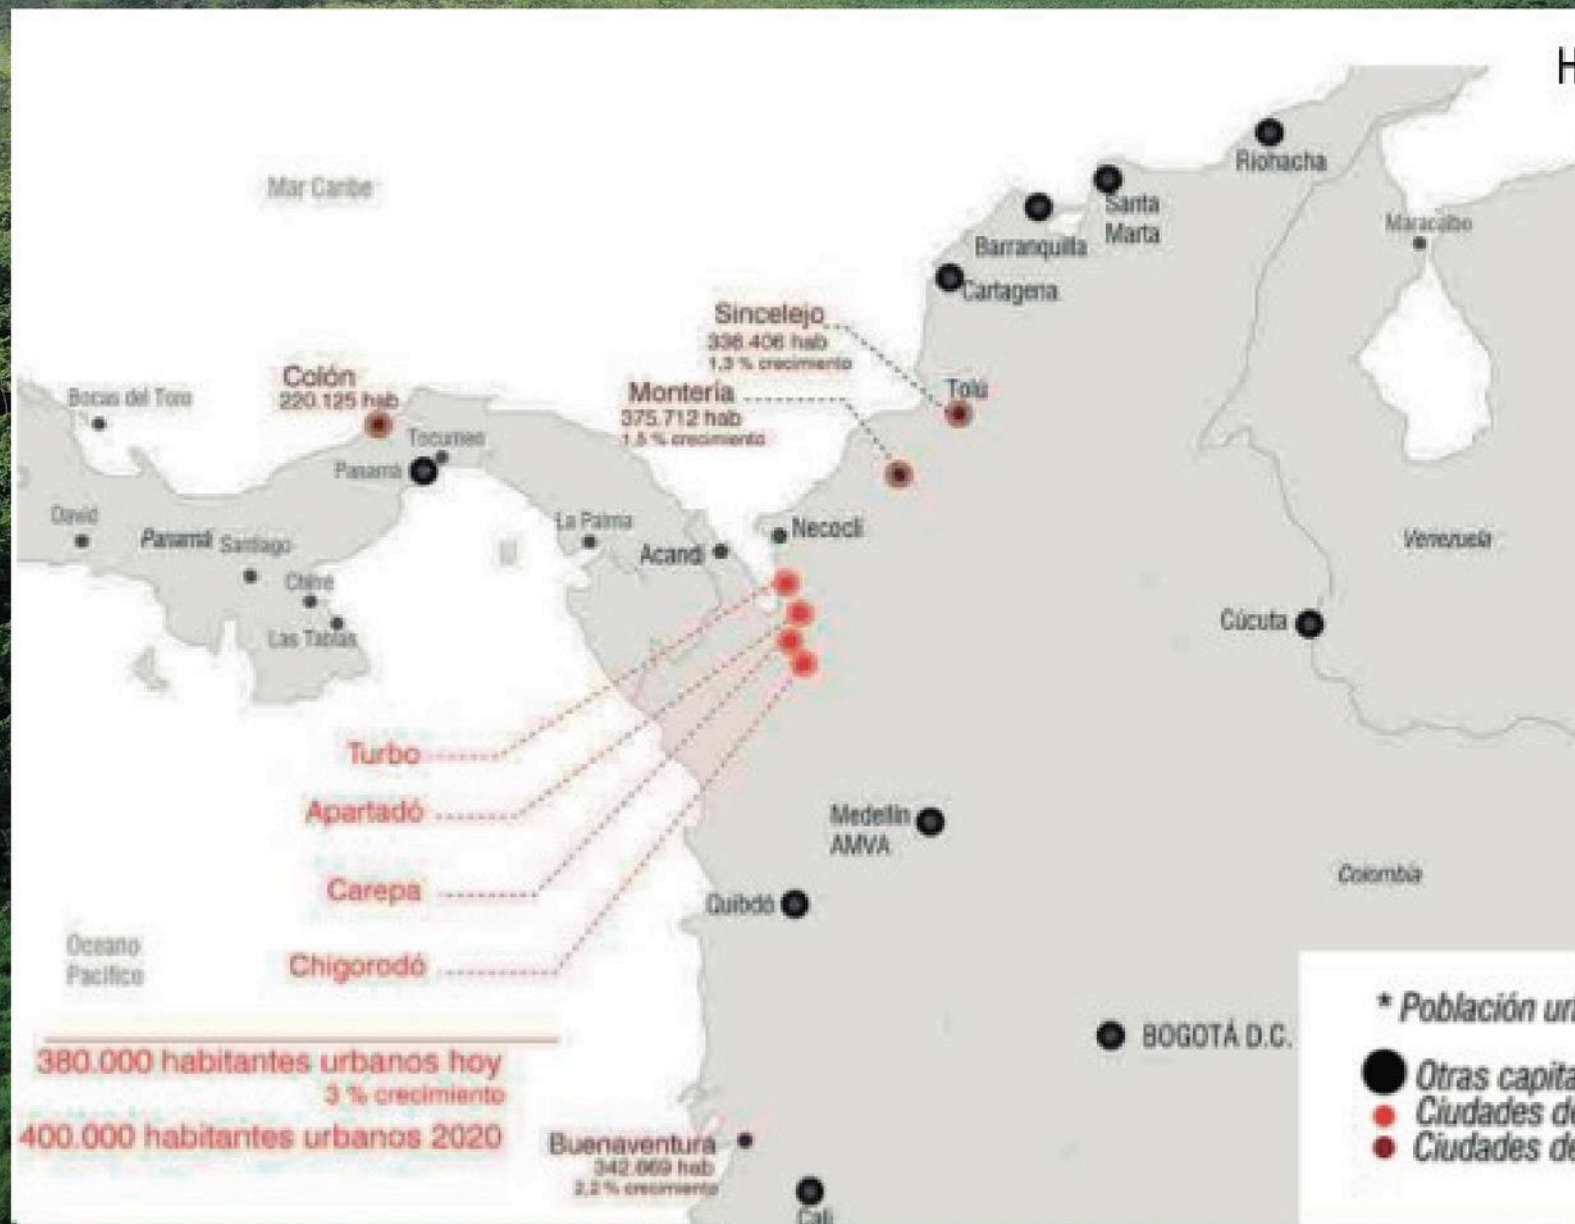 H
Riohacha
Mar Caribe
Santa
Marta
Maracaibo
Barranquilla
Cartagena
Sincelejo
338.406 hab
1,3 % crecimiento
Colón
220.125 hab
Tolú
Montería
375.712 hab
1,5 % crecimiento
Bocas del Toro
Tocumen
Panamá
David
Panamá
Santiago
La Palma
Acandí
Necoclí
Venezuela
Chitré
Las Tablas
Cúcuta
Turbo
Apartadó
Medellín
AMVA
Carepa
Colombia
Quibdó
Oceano
Pacífico
Chigorodó
* Población ur
BOGOTÁ D.C.
380.000 habitantes urbanos hoy
3 % crecimiento
400.000 habitantes urbanos 2020
Otras capita
Ciudades de
Ciudades de
Buenaventura
342.669 hab
2,2 % crecimiento
Cali